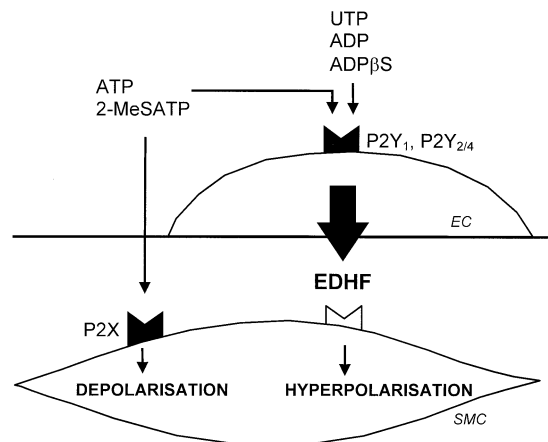 UTP
ADP
ADPβS
ATP
2-MeSATP
P2Y₁, P2Y₂/₄
EC
EDHF
P2X
DEPOLARISATION
HYPERPOLARISATION
SMC